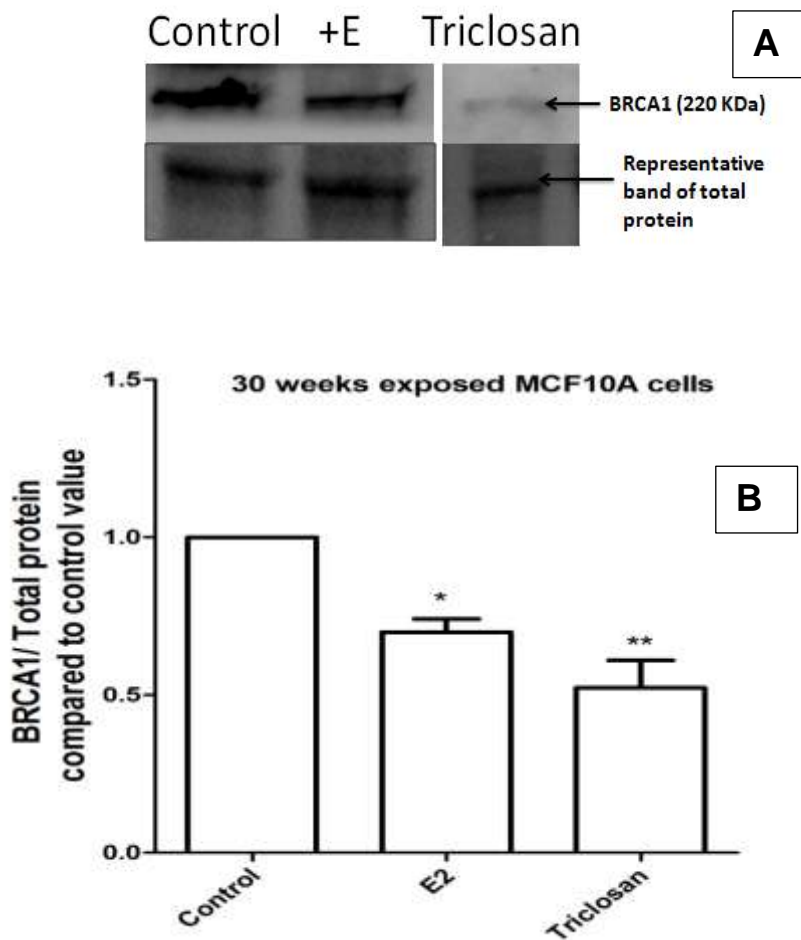 Control +E Triclosan
A
BRCA1 (220 KDa)
Representative
band of total
protein
30 weeks exposed MCF10A cells
B
BRCA1/ Total protein
compared to control value
1.5
1.0
0.5
0.0
*
**
Control
E2
Triclosan